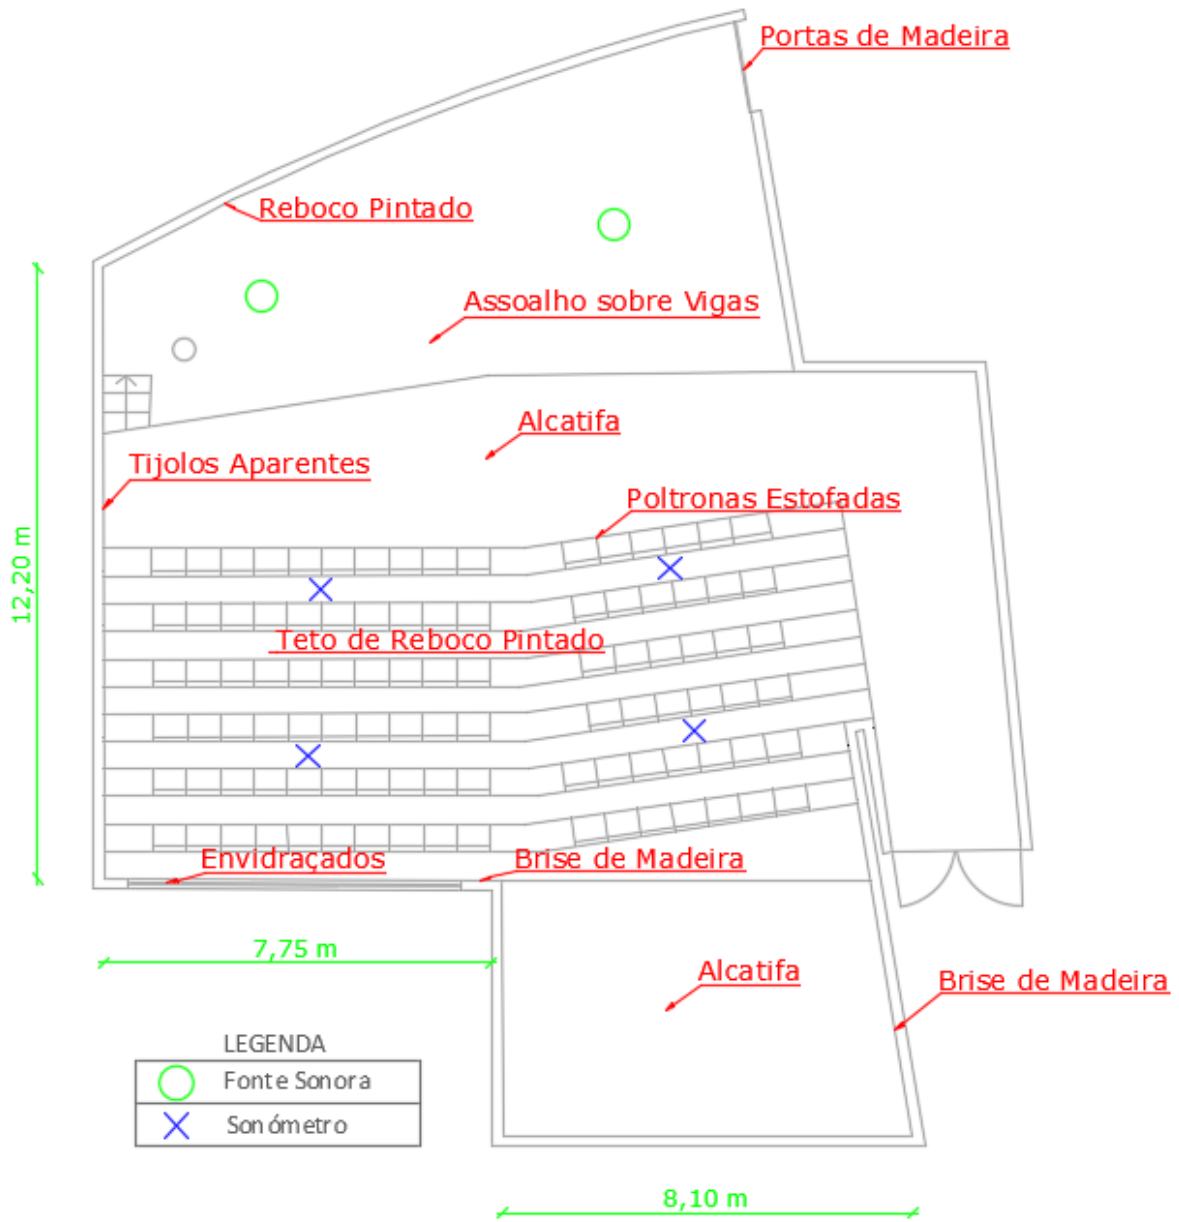 Portas de Madeira
Reboco Pintado
Assoalho sobre Vigas
Alcatifa
Tijolos Aparentes
Poltronas Estofadas
12,20 m
Teto de Reboco Pintado
Envidraçados
Brise de Madeira
7,75 m
Alcatifa
Brise de Madeira
LEGENDA
Fonte Sonora
Sonómetro
8,10 m